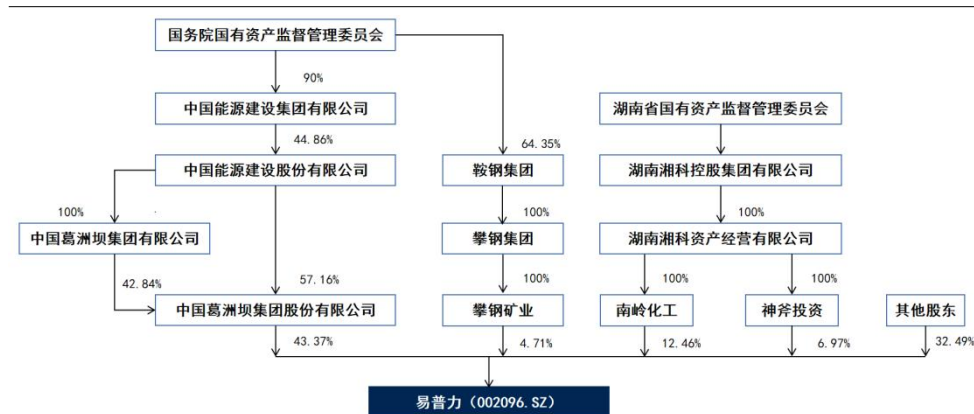 国务院国有资产监督管理委员会
90%
中国能源建设集团有限公司
湖南省国有资产监督管理委员会
44.86%
64.35%
中国能源建设股份有限公司
鞍钢集团
湖南湘科控股集团有限公司
100%
100%
100%
中国葛洲坝集团有限公司
攀钢集团
湖南湘科资产经营有限公司
42.84%
57.16%
100%
100%
100%
中国葛洲坝集团股份有限公司
攀钢矿业
南岭化工
神斧投资
其他股东
43.37%
4.71%
12.46%
6.97%
32.49%
易普力（002096.SZ）